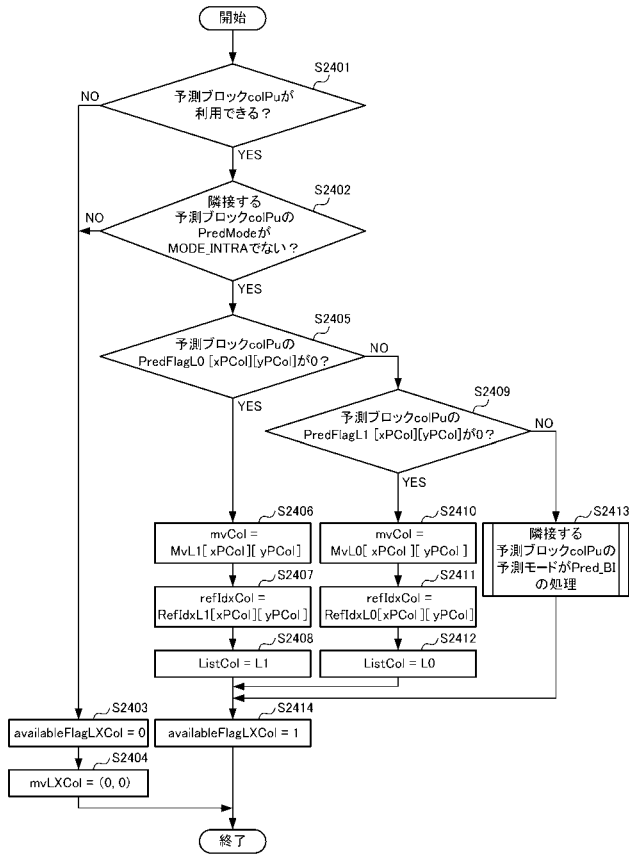 開始
S2401
予測ブロックcolPuが
利用できる？
NO
YES
S2402
隣接する
予測ブロックcolPuの
PredModeが
MODE_INTRAでない？
NO
YES
S2405
予測ブロックcolPuの
PredFlagL0 [xPCol][yPCol]が0？
NO
YES
S2409
予測ブロックcolPuの
PredFlagL1 [xPCol][yPCol]が0？
NO
YES
S2406
mvCol =
MvL1[ xPCol][ yPCol]
S2410
mvCol =
MvL0[ xPCol ][ yPCol ]
S2413
隣接する
予測ブロックcolPuの
予測モードがPred_BI
の処理
S2407
refIdxCol =
RefIdxL1[xPCol][ yPCol]
S2411
refIdxCol =
RefIdxL0[xPCol][ yPCol]
S2408
ListCol = L1
S2412
ListCol = L0
S2403
availableFlagLXCol = 0
S2414
availableFlagLXCol = 1
S2404
mvLXCol = (0, 0)
終了